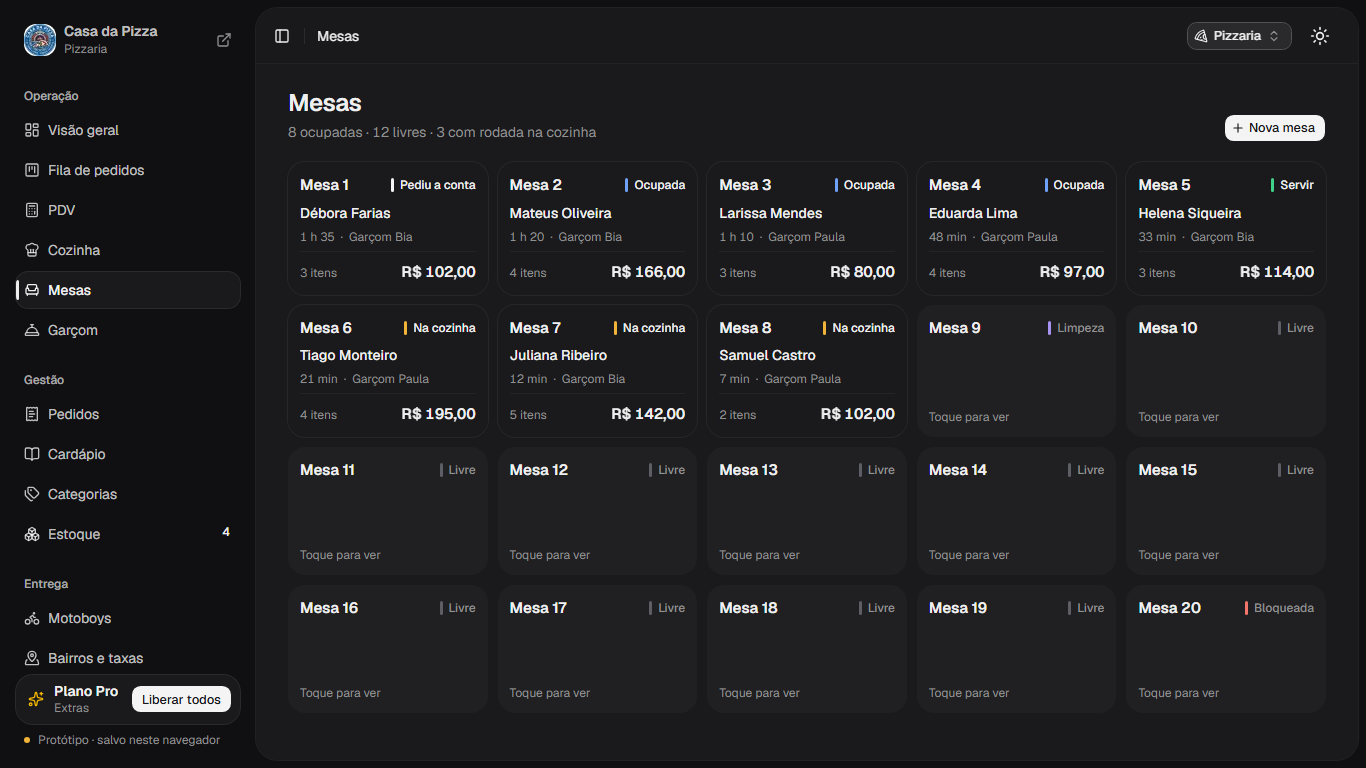 Casa da Pizza
Pizzaria
Operação
Visão geral
Fila de pedidos
PDV
Cozinha
Mesas
Garçom
Gestão
Pedidos
Cardápio
Categorias
Estoque 4
Entrega
Motoboys
Bairros e taxas
Plano Pro
Extras
Liberar todos
Protótipo · salvo neste navegador
Mesas
Pizzaria
Mesas
8 ocupadas · 12 livres · 3 com rodada na cozinha
+ Nova mesa
Mesa 1 Pediu a conta
Débora Farias
1 h 35 · Garçom Bia
3 itens R$ 102,00
Mesa 2 Ocupada
Mateus Oliveira
1 h 20 · Garçom Bia
4 itens R$ 166,00
Mesa 3 Ocupada
Larissa Mendes
1 h 10 · Garçom Paula
3 itens R$ 80,00
Mesa 4 Ocupada
Eduarda Lima
48 min · Garçom Paula
4 itens R$ 97,00
Mesa 5 Servir
Helena Siqueira
33 min · Garçom Bia
3 itens R$ 114,00
Mesa 6 Na cozinha
Tiago Monteiro
21 min · Garçom Paula
4 itens R$ 195,00
Mesa 7 Na cozinha
Juliana Ribeiro
12 min · Garçom Bia
5 itens R$ 142,00
Mesa 8 Na cozinha
Samuel Castro
7 min · Garçom Paula
2 itens R$ 102,00
Mesa 9 Limpeza
Toque para ver
Mesa 10 Livre
Toque para ver
Mesa 11 Livre
Toque para ver
Mesa 12 Livre
Toque para ver
Mesa 13 Livre
Toque para ver
Mesa 14 Livre
Toque para ver
Mesa 15 Livre
Toque para ver
Mesa 16 Livre
Toque para ver
Mesa 17 Livre
Toque para ver
Mesa 18 Livre
Toque para ver
Mesa 19 Livre
Toque para ver
Mesa 20 Bloqueada
Toque para ver